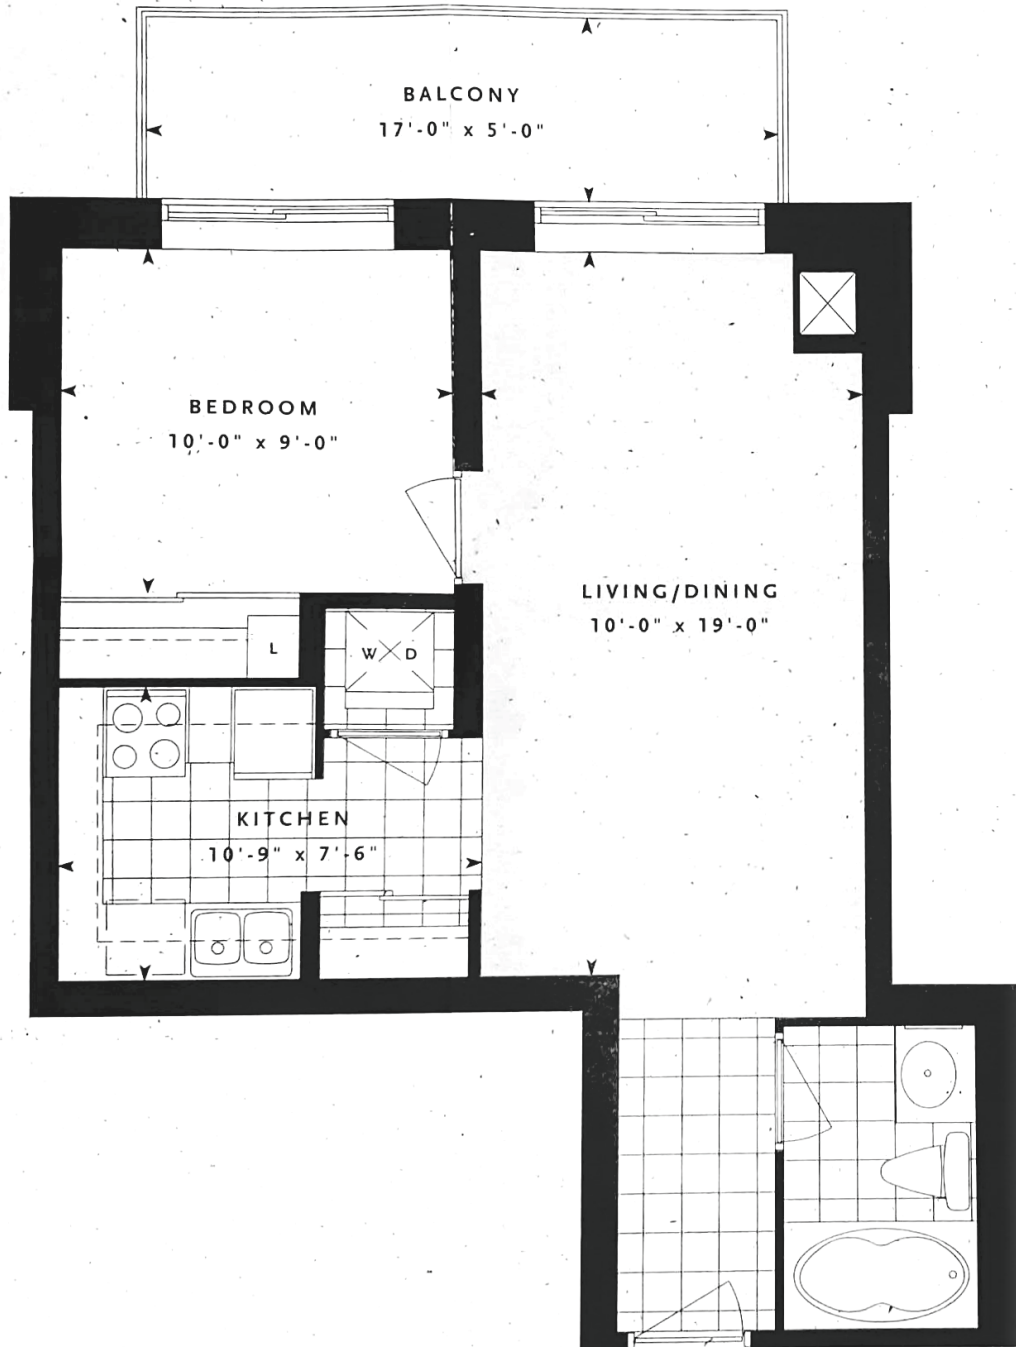 BALCONY
17'-0" x 5'-0"
BEDROOM
10'-0" x 9'-0"
LIVING/DINING
10'-0" x 19'-0"
L
W D
KITCHEN
10'-9" x 7'-6"